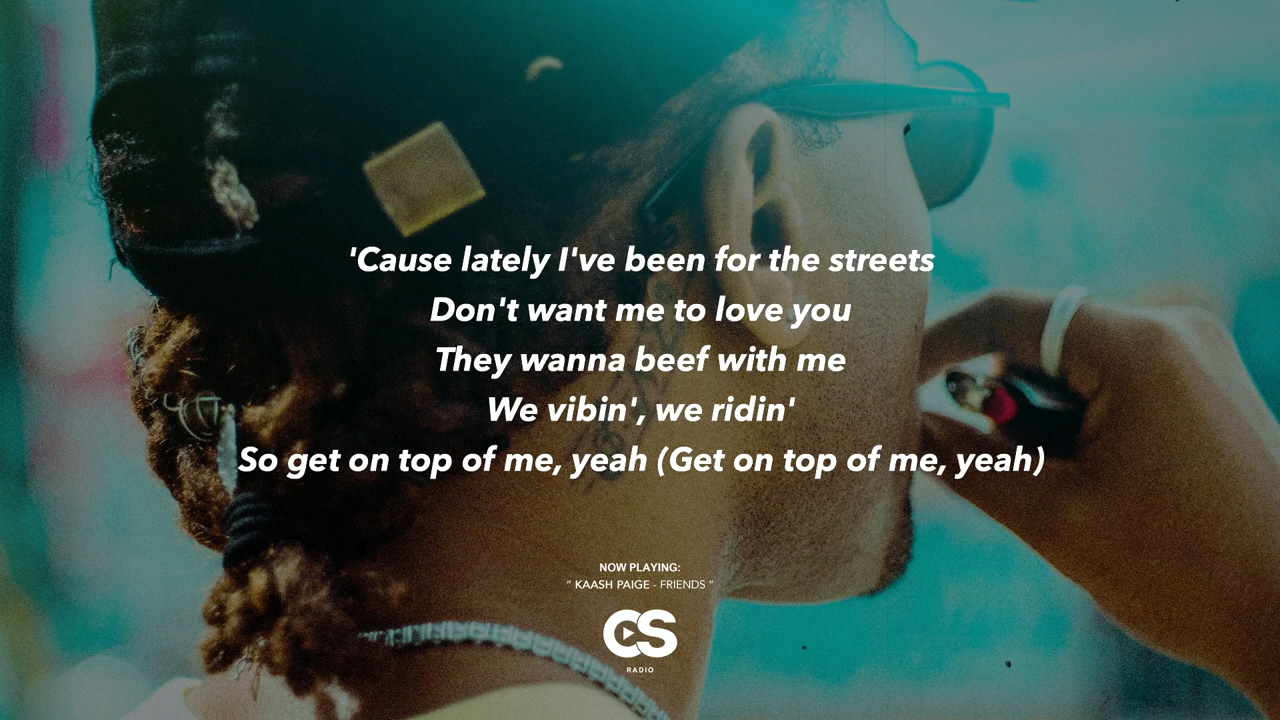 'Cause lately I've been for the streets
Don't want me to love you
They wanna beef with me
We vibin', we ridin'
So get on top of me, yeah (Get on top of me, yeah)
NOW PLAYING:
" KAASH PAIGE - FRIENDS "
CS
RADIO